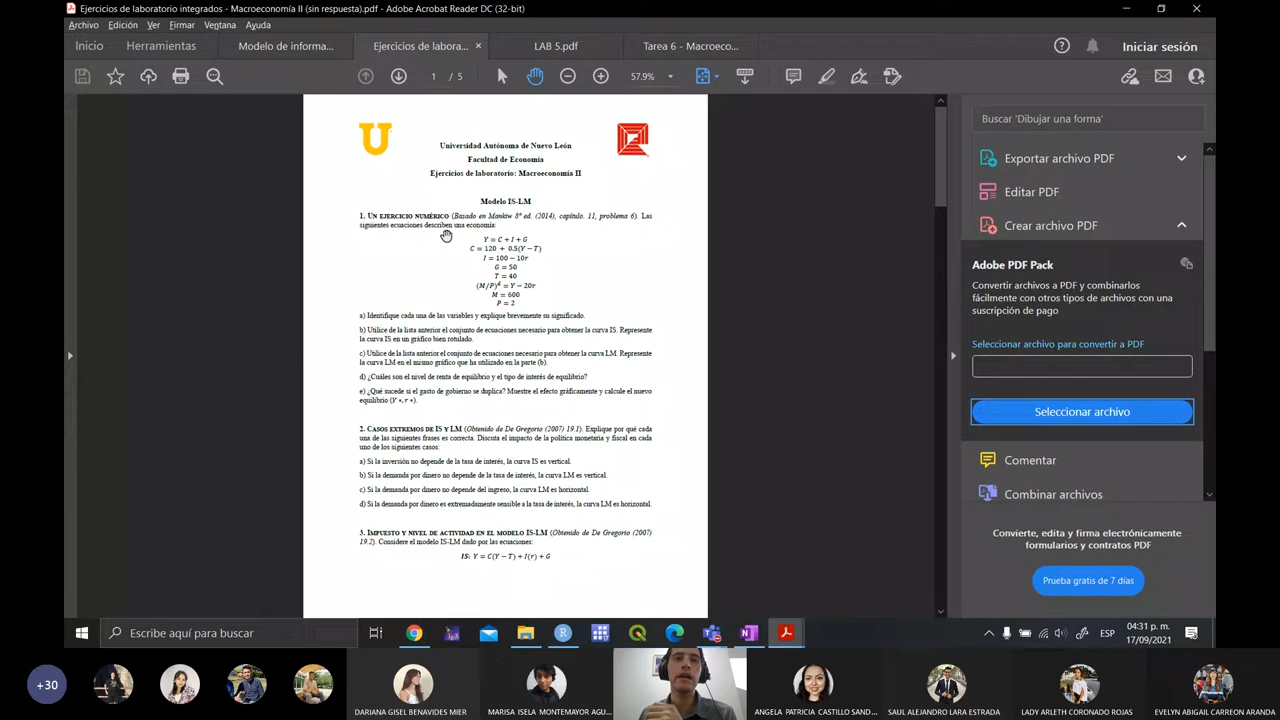 Ejercicios de laboratorio integrados - Macroeconomía II (sin respuesta).pdf - Adobe Acrobat Reader DC (32-bit)
Archivo Edición Ver Firmar Ventana Ayuda
Inicio Herramientas Modelo de informa... Ejercicios de labora... × LAB 5.pdf Tarea 6 - Macroeco... Iniciar sesión
1 / 5 57.9%
Universidad Autónoma de Nuevo León
Facultad de Economía
Ejercicios de laboratorio: Macroeconomía II
Modelo IS-LM
1. UN EJERCICIO NUMÉRICO (Basado en Mankiw 8ª ed. (2014), capítulo. 11, problema 6). Las
siguientes ecuaciones describen una economía:
Y = C + I + G
C = 120 + 0.5(Y − T)
I = 100 − 10r
G = 50
T = 40
(M/P)ᵈ = Y − 20r
M = 600
P = 2
a) Identifique cada una de las variables y explique brevemente su significado.
b) Utilice de la lista anterior el conjunto de ecuaciones necesario para obtener la curva IS. Represente
la curva IS en un gráfico bien rotulado.
c) Utilice de la lista anterior el conjunto de ecuaciones necesario para obtener la curva LM. Represente
la curva LM en el mismo gráfico que ha utilizado en la parte (b).
d) ¿Cuáles son el nivel de renta de equilibrio y el tipo de interés de equilibrio?
e) ¿Qué sucede si el gasto de gobierno se duplica? Muestre el efecto gráficamente y calcule el nuevo
equilibrio (Y *, r *).
2. CASOS EXTREMOS DE IS Y LM (Obtenido de De Gregorio (2007) 19.1). Explique por qué cada
una de las siguientes frases es correcta. Discuta el impacto de la política monetaria y fiscal en cada
uno de los siguientes casos:
a) Si la inversión no depende de la tasa de interés, la curva IS es vertical.
b) Si la demanda por dinero no depende de la tasa de interés, la curva LM es vertical.
c) Si la demanda por dinero no depende del ingreso, la curva LM es horizontal.
d) Si la demanda por dinero es extremadamente sensible a la tasa de interés, la curva LM es horizontal.
3. IMPUESTO Y NIVEL DE ACTIVIDAD EN EL MODELO IS-LM (Obtenido de De Gregorio (2007)
19.2). Considere el modelo IS-LM dado por las ecuaciones:
IS: Y = C(Y − T) + I(r) + G
Buscar 'Dibujar una forma'
Exportar archivo PDF
Editar PDF
Crear archivo PDF
Adobe PDF Pack
Convertir archivos a PDF y combinarlos
fácilmente con otros tipos de archivos con una
suscripción de pago
Seleccionar archivo para convertir a PDF
Seleccionar archivo
Comentar
Combinar archivos
Convierte, edita y firma electrónicamente
formularios y contratos PDF
Prueba gratis de 7 días
Escribe aquí para buscar
ESP
04:31 p. m.
17/09/2021
+30
DARIANA GISEL BENAVIDES MIER
MARISA ISELA MONTEMAYOR AGU...
ANGELA PATRICIA CASTILLO SAND...
SAUL ALEJANDRO LARA ESTRADA
LADY ARLETH CORONADO ROJAS
EVELYN ABIGAIL CARREON ARANDA